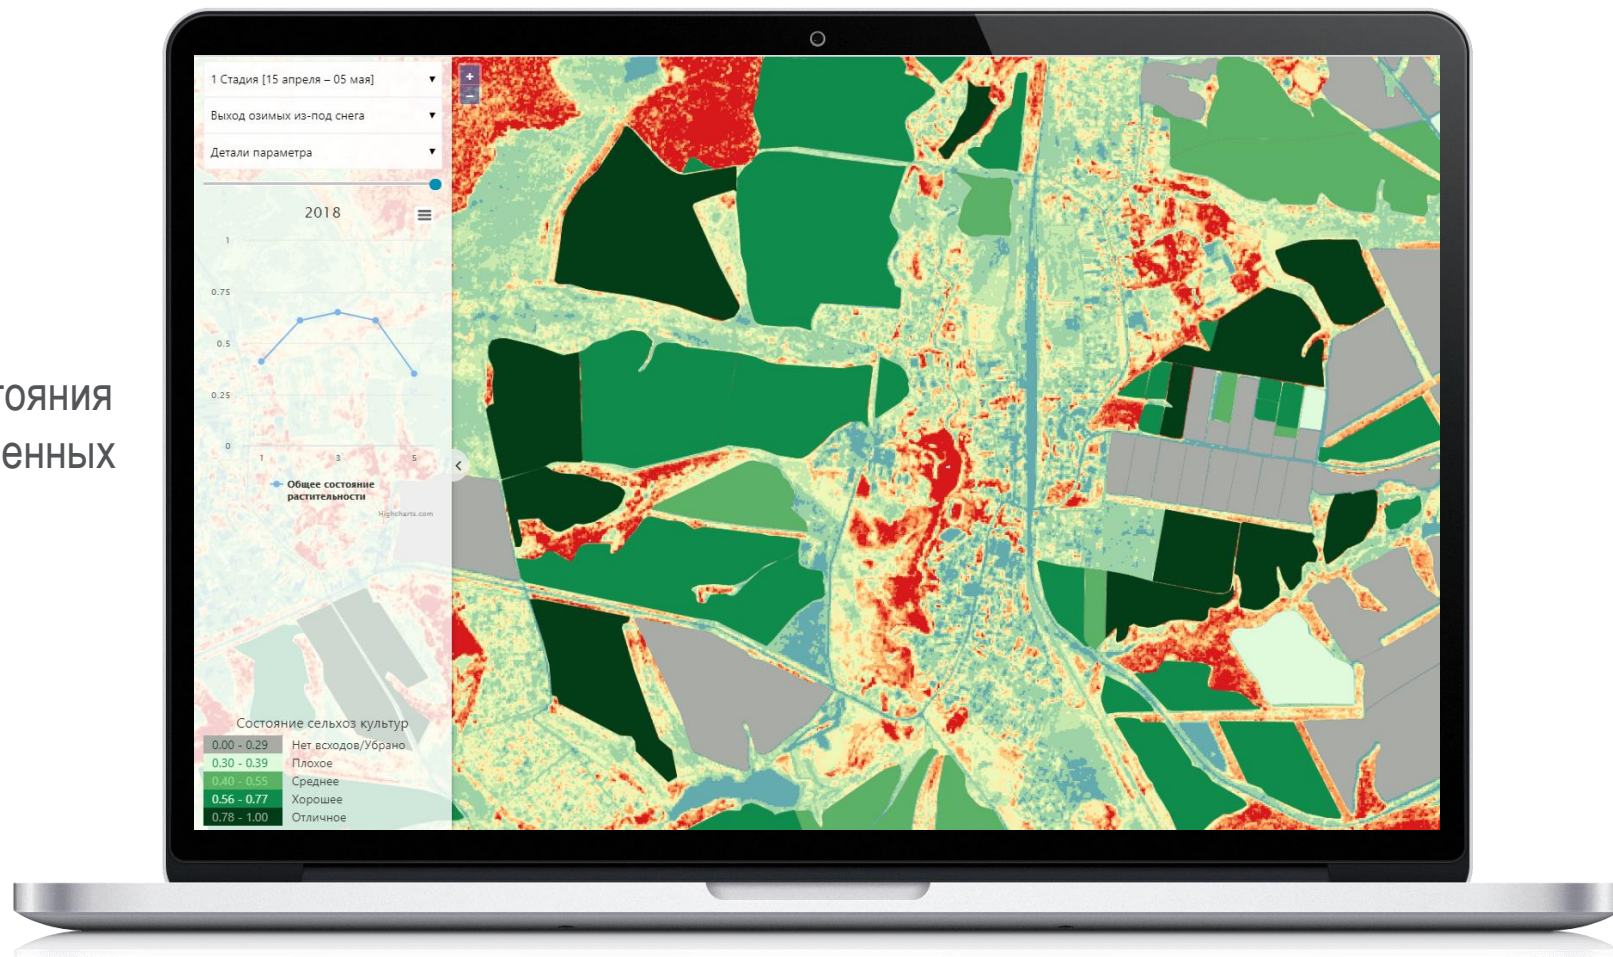 1 Стадия [15 апреля – 05 мая]
Выход озимых из-под снега
Детали параметра
2018
1
0.75
0.5
0.25
0
1 3 5
Общее состояние
растительности
Highcharts.com
тояния
енных
Состояние сельхоз культур
0.00 - 0.29 Нет всходов/Убрано
0.30 - 0.39 Плохое
0.40 - 0.55 Среднее
0.56 - 0.77 Хорошее
0.78 - 1.00 Отличное